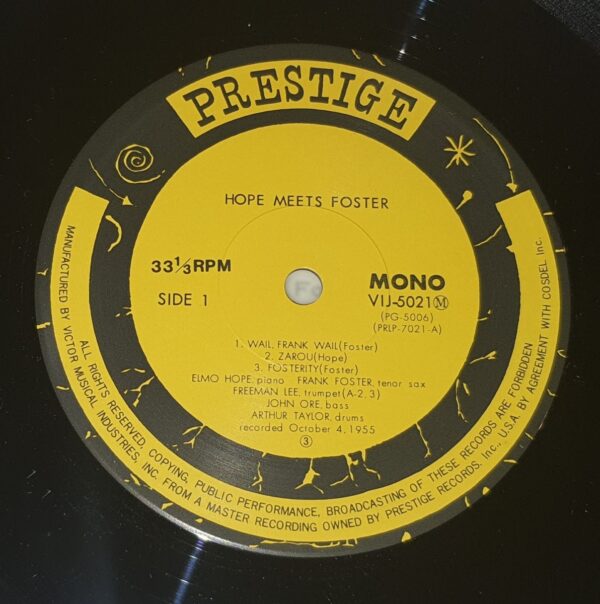 PRESTIGE
HOPE MEETS FOSTER
33⅓RPM
SIDE 1
MONO
VIJ-5021Ⓜ
(PG-5006)
(PRLP-7021-A)
1. WAIL, FRANK WAIL(Foster)
2. ZAROU(Hope)
3. FOSTERITY(Foster)
ELMO HOPE, piano FRANK FOSTER, tenor sax
FREEMAN LEE, trumpet(A-2, 3)
JOHN ORE, bass
ARTHUR TAYLOR, drums
recorded October 4, 1955
③
ALL RIGHTS RESERVED, COPYING, PUBLIC PERFORMANCE, BROADCASTING OF THESE RECORDS ARE FORBIDDEN
MANUFACTURED BY VICTOR MUSICAL INDUSTRIES, INC. FROM A MASTER RECORDING OWNED BY PRESTIGE RECORDS. Inc., U.S.A. BY AGREEMENT WITH COSDEL. Inc.